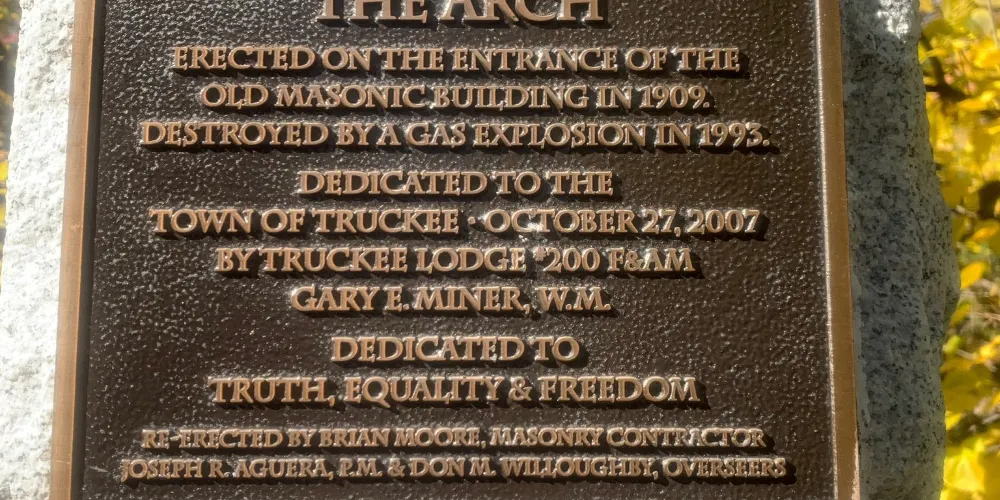 THE ARCH
ERECTED ON THE ENTRANCE OF THE
OLD MASONIC BUILDING IN 1909.
DESTROYED BY A GAS EXPLOSION IN 1993.
DEDICATED TO THE
TOWN OF TRUCKEE · OCTOBER 27, 2007
BY TRUCKEE LODGE #200 F&AM
GARY E. MINER, W.M.
DEDICATED TO
TRUTH, EQUALITY & FREEDOM
RE-ERECTED BY BRIAN MOORE, MASONRY CONTRACTOR
JOSEPH R. AGUERA, P.M. & DON M. WILLOUGHBY, OVERSEERS